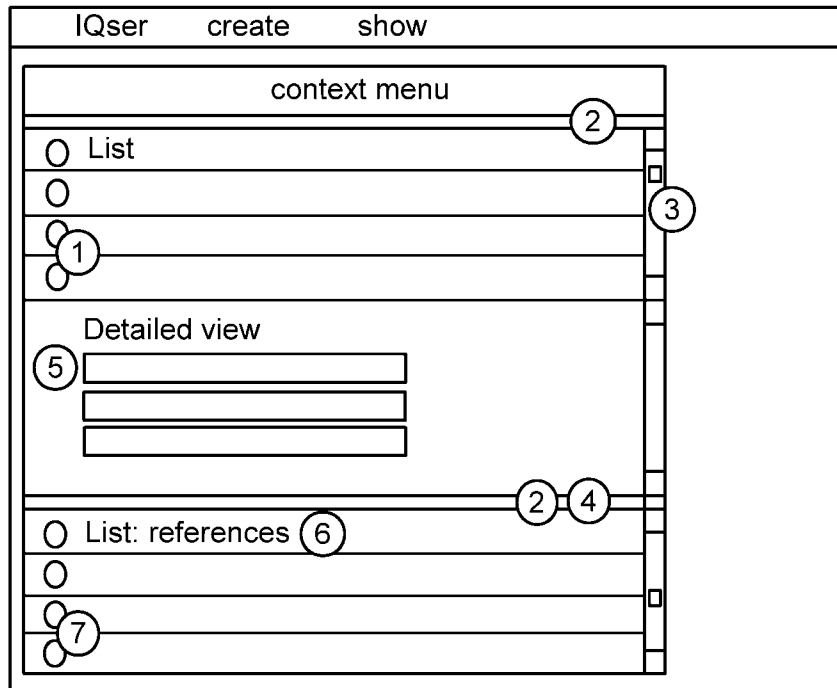 IQser create show
context menu
2
List
3
1
Detailed view
5
2 4
List: references 6
7